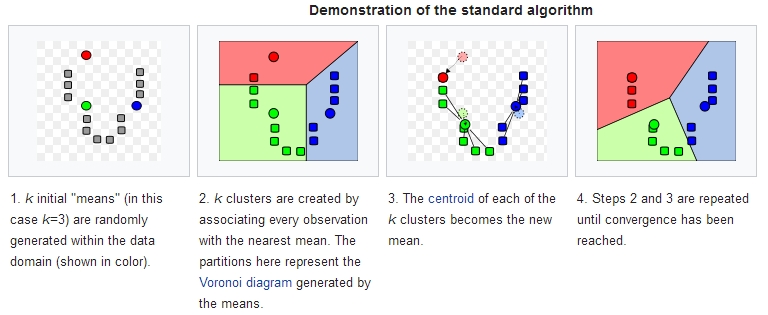 Demonstration of the standard algorithm
1. k initial "means" (in this
case k=3) are randomly
generated within the data
domain (shown in color).
2. k clusters are created by
associating every observation
with the nearest mean. The
partitions here represent the
Voronoi diagram generated by
the means.
3. The centroid of each of the
k clusters becomes the new
mean.
4. Steps 2 and 3 are repeated
until convergence has been
reached.